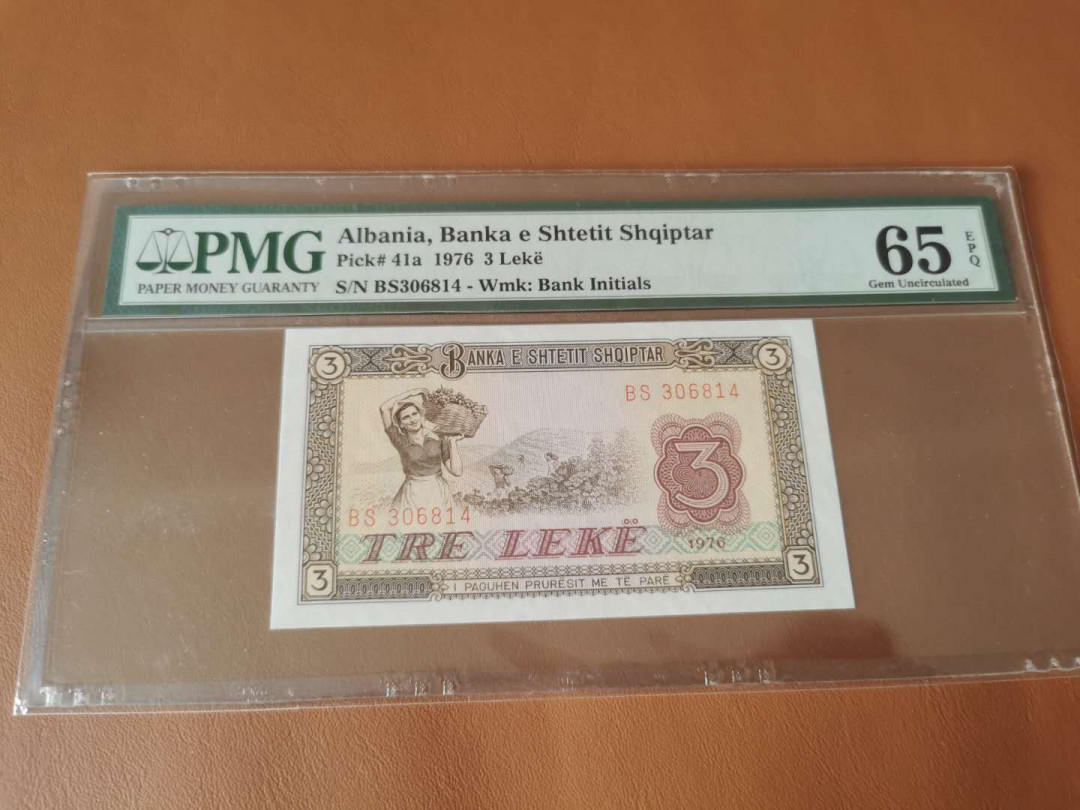 PMG
PAPER MONEY GUARANTY
Albania, Banka e Shtetit Shqiptar
Pick# 41a 1976 3 Lekë
S/N BS306814 - Wmk: Bank Initials
65
EPQ
Gem Uncirculated
3
BANKA E SHTETIT SHQIPTAR
3
BS 306814
3
BS 306814
TRE LEKË
1976
3
I PAGUHEN PRURËSIT ME TË PARË
3